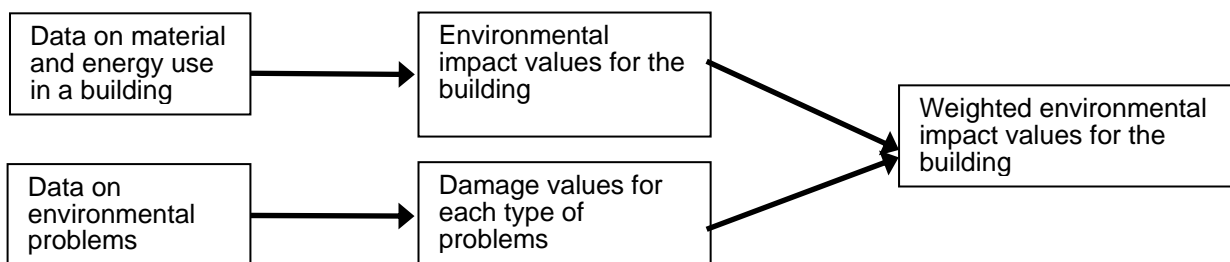 Data on material
and energy use
in a building
Environmental
impact values for the
building
Weighted environmental
impact values for the
building
Data on
environmental
problems
Damage values for
each type of
problems